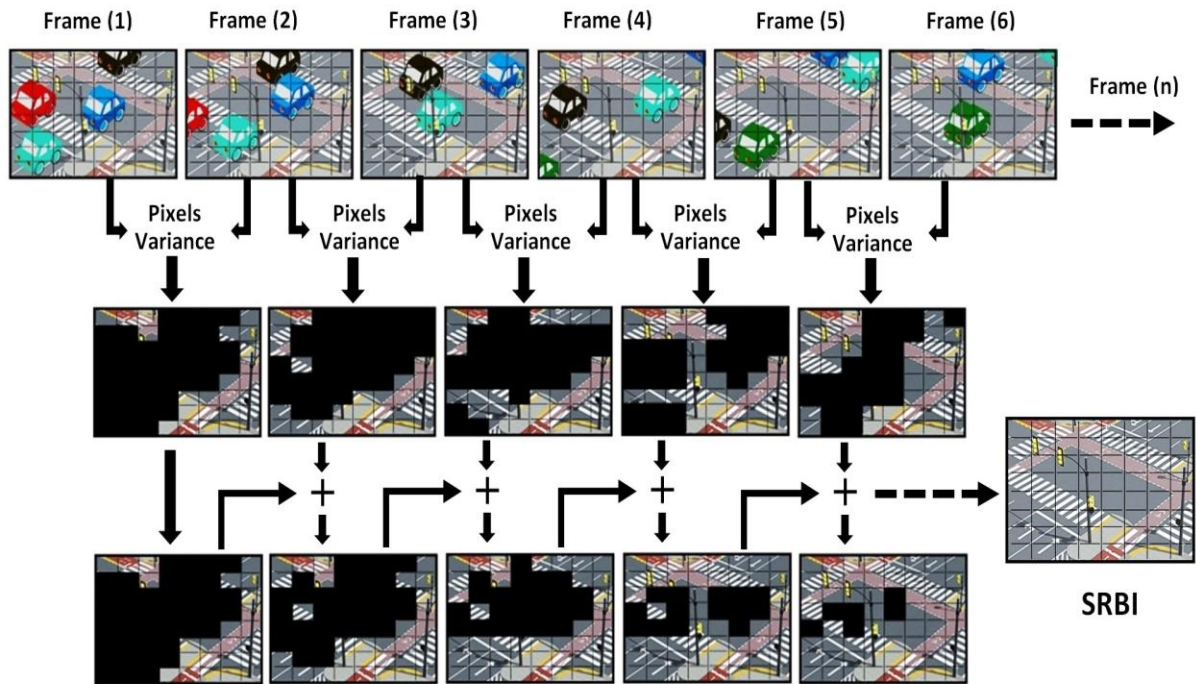 Frame (1)
Frame (2)
Frame (3)
Frame (4)
Frame (5)
Frame (6)
Frame (n)
Pixels
Variance
Pixels
Variance
Pixels
Variance
Pixels
Variance
Pixels
Variance
+
+
+
+
SRBI